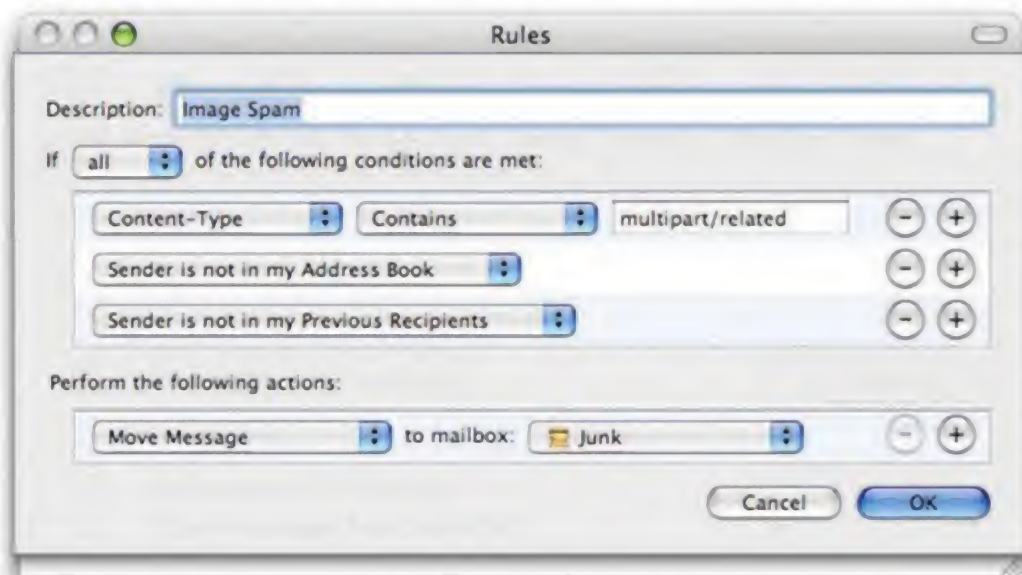 Rules
Description: Image Spam
If all of the following conditions are met:
Content-Type Contains multipart/related
Sender is not in my Address Book
Sender is not in my Previous Recipients
Perform the following actions:
Move Message to mailbox: Junk
Cancel OK